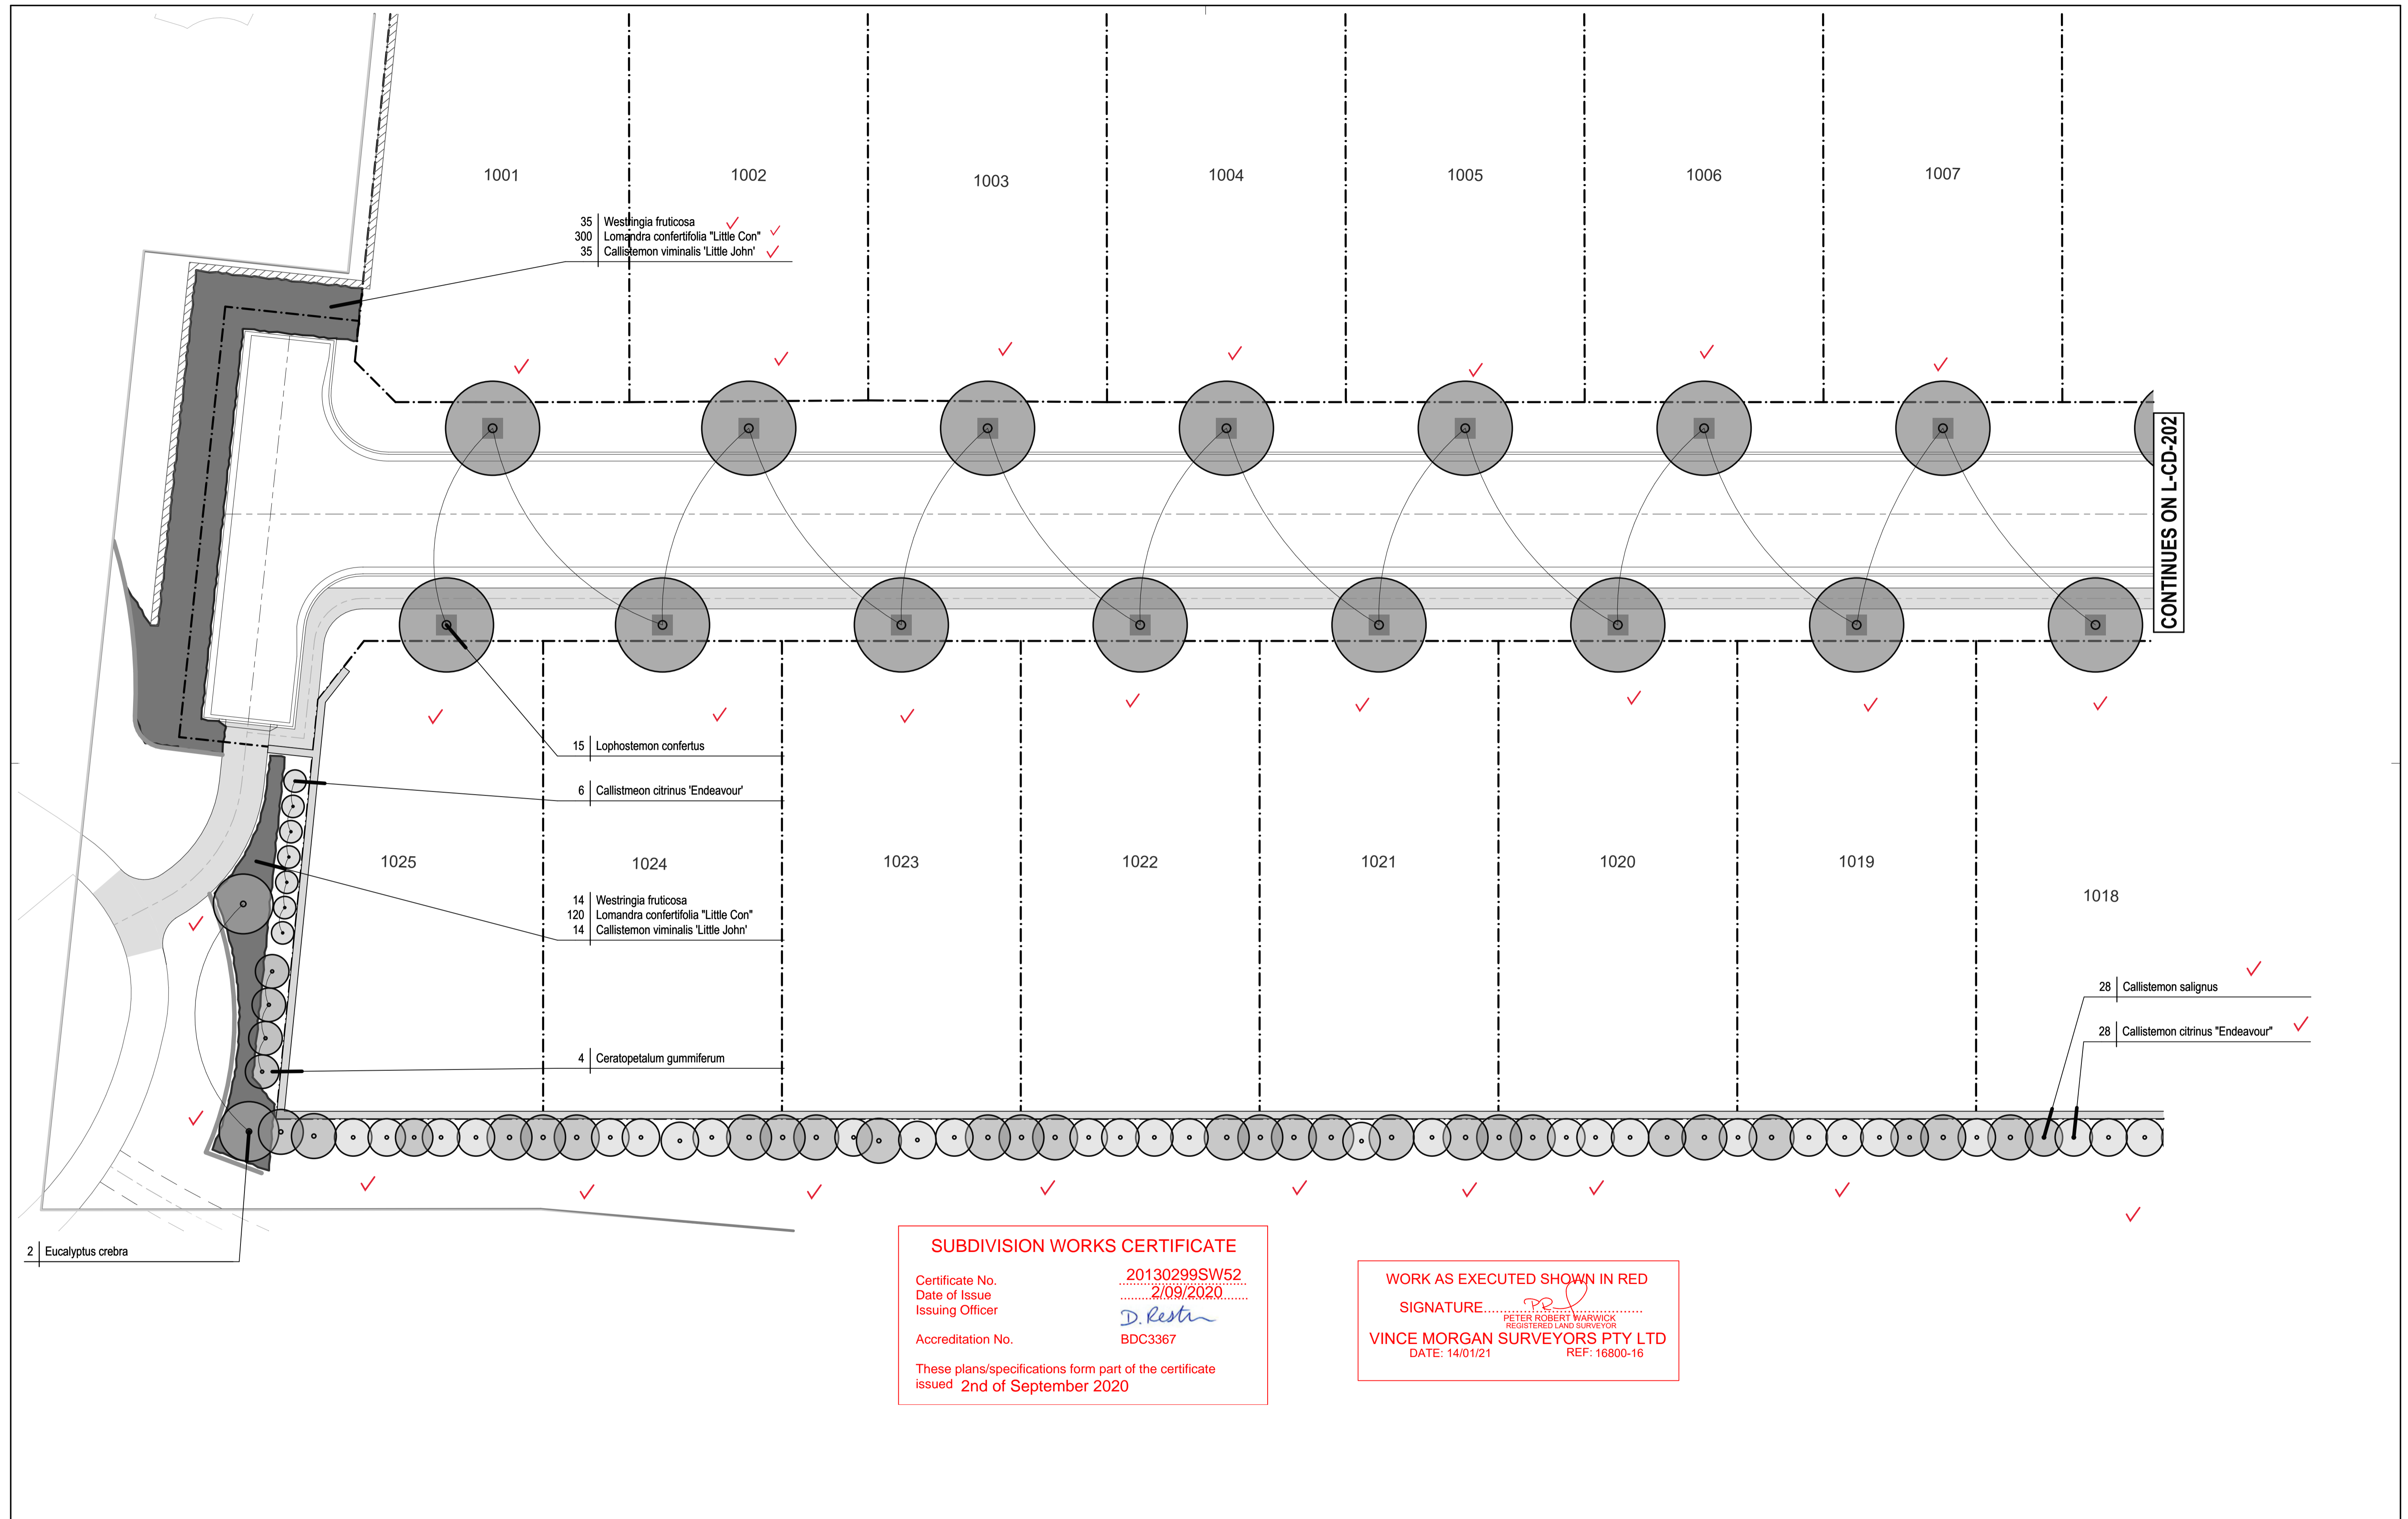 1001
1002
1003
1004
1005
1006
1007
35 Westringia fruticosa
300 Lomandra confertifolia "Little Con"
35 Callistemon viminalis 'Little John'
CONTINUES ON L-CD-202
15 Lophostemon confertus
6 Callistmeon citrinus 'Endeavour'
1025
1024
1023
1022
1021
1020
1019
1018
14 Westringia fruticosa
120 Lomandra confertifolia "Little Con"
14 Callistemon viminalis 'Little John'
28 Callistemon salignus
28 Callistemon citrinus "Endeavour"
4 Ceratopetalum gummiferum
2 Eucalyptus crebra
SUBDIVISION WORKS CERTIFICATE
Certificate No. 20130299SW52
Date of Issue 2/09/2020
Issuing Officer
Accreditation No. BDC3367
These plans/specifications form part of the certificate
issued 2nd of September 2020
WORK AS EXECUTED SHOWN IN RED
SIGNATURE
PETER ROBERT WARWICK
REGISTERED LAND SURVEYOR
VINCE MORGAN SURVEYORS PTY LTD
DATE: 14/01/21 REF: 16800-16